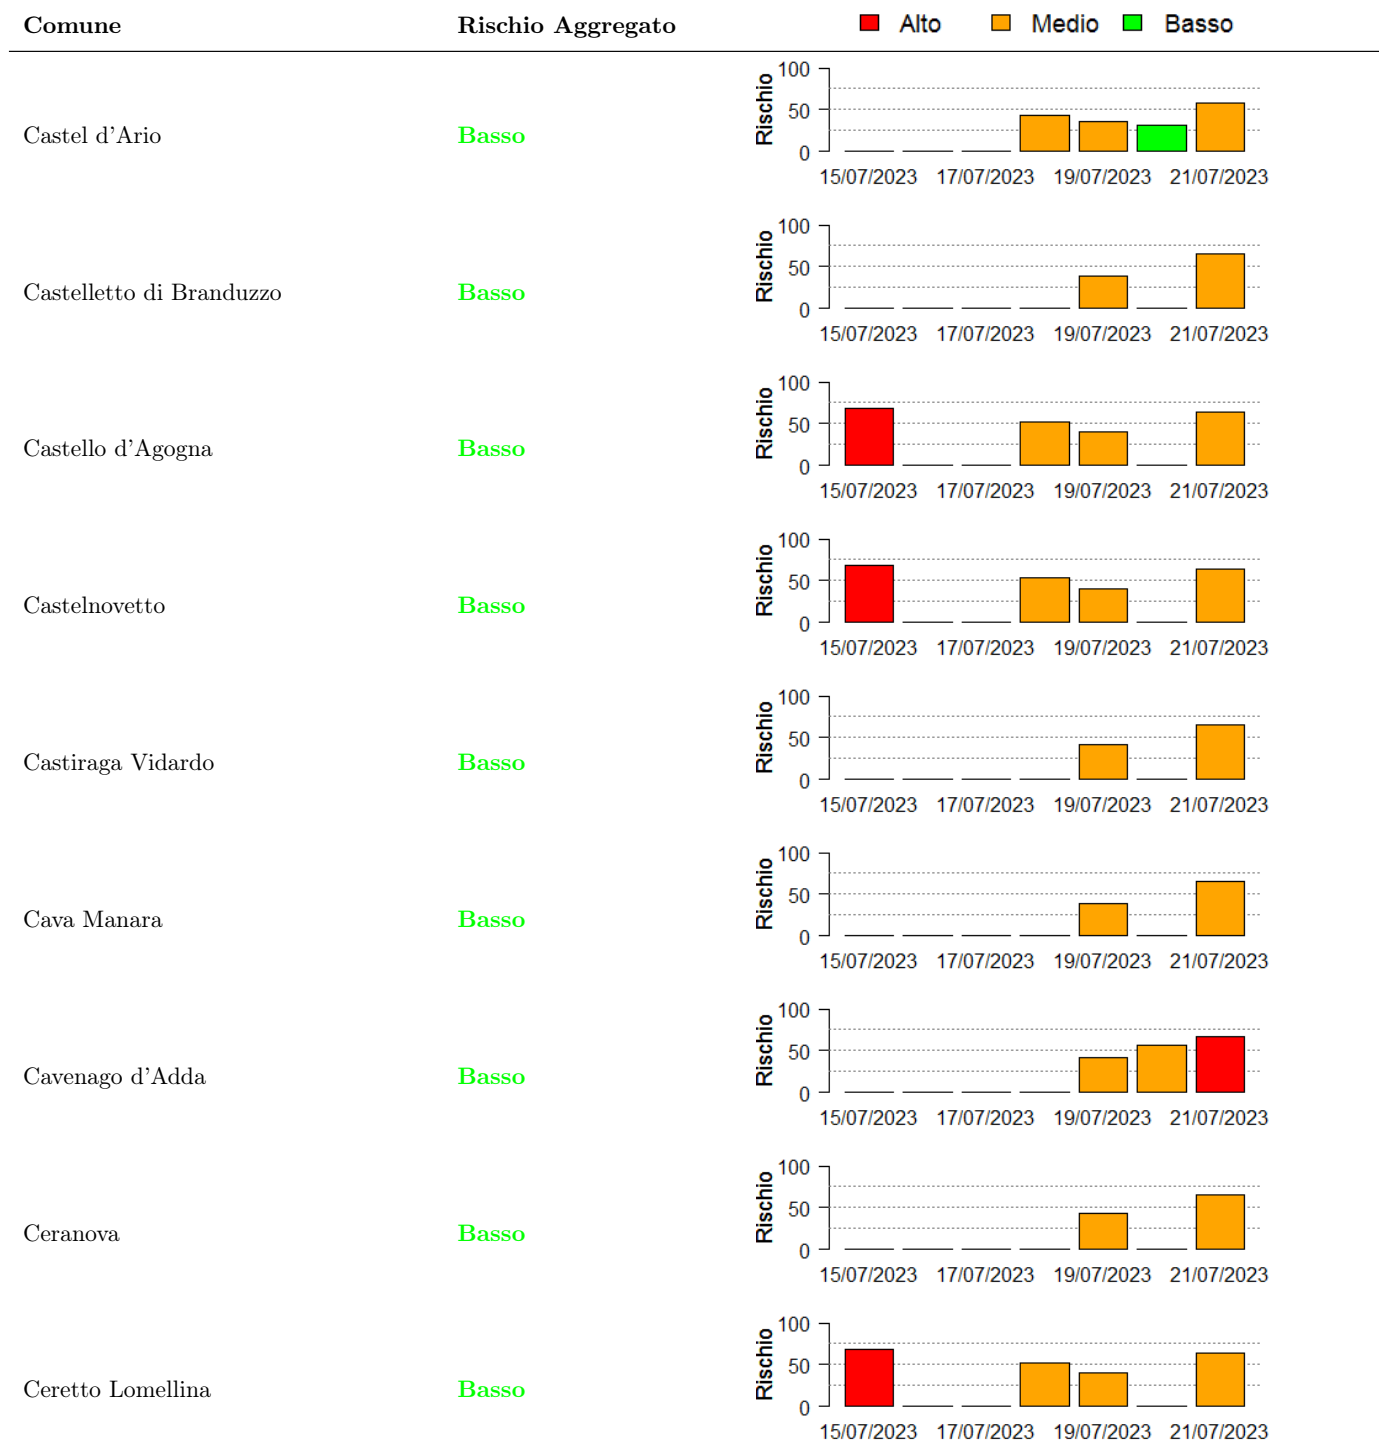 Comune Rischio Aggregato Alto Medio Basso
100
50
0
Rischio
Castel d'Ario Basso
15/07/2023 17/07/2023 19/07/2023 21/07/2023
100
50
0
Rischio
Castelletto di Branduzzo Basso
15/07/2023 17/07/2023 19/07/2023 21/07/2023
100
50
0
Rischio
Castello d'Agogna Basso
15/07/2023 17/07/2023 19/07/2023 21/07/2023
100
50
0
Rischio
Castelnovetto Basso
15/07/2023 17/07/2023 19/07/2023 21/07/2023
100
50
0
Rischio
Castiraga Vidardo Basso
15/07/2023 17/07/2023 19/07/2023 21/07/2023
100
50
0
Rischio
Cava Manara Basso
15/07/2023 17/07/2023 19/07/2023 21/07/2023
100
50
0
Rischio
Cavenago d'Adda Basso
15/07/2023 17/07/2023 19/07/2023 21/07/2023
100
50
0
Rischio
Ceranova Basso
15/07/2023 17/07/2023 19/07/2023 21/07/2023
100
50
0
Rischio
Ceretto Lomellina Basso
15/07/2023 17/07/2023 19/07/2023 21/07/2023